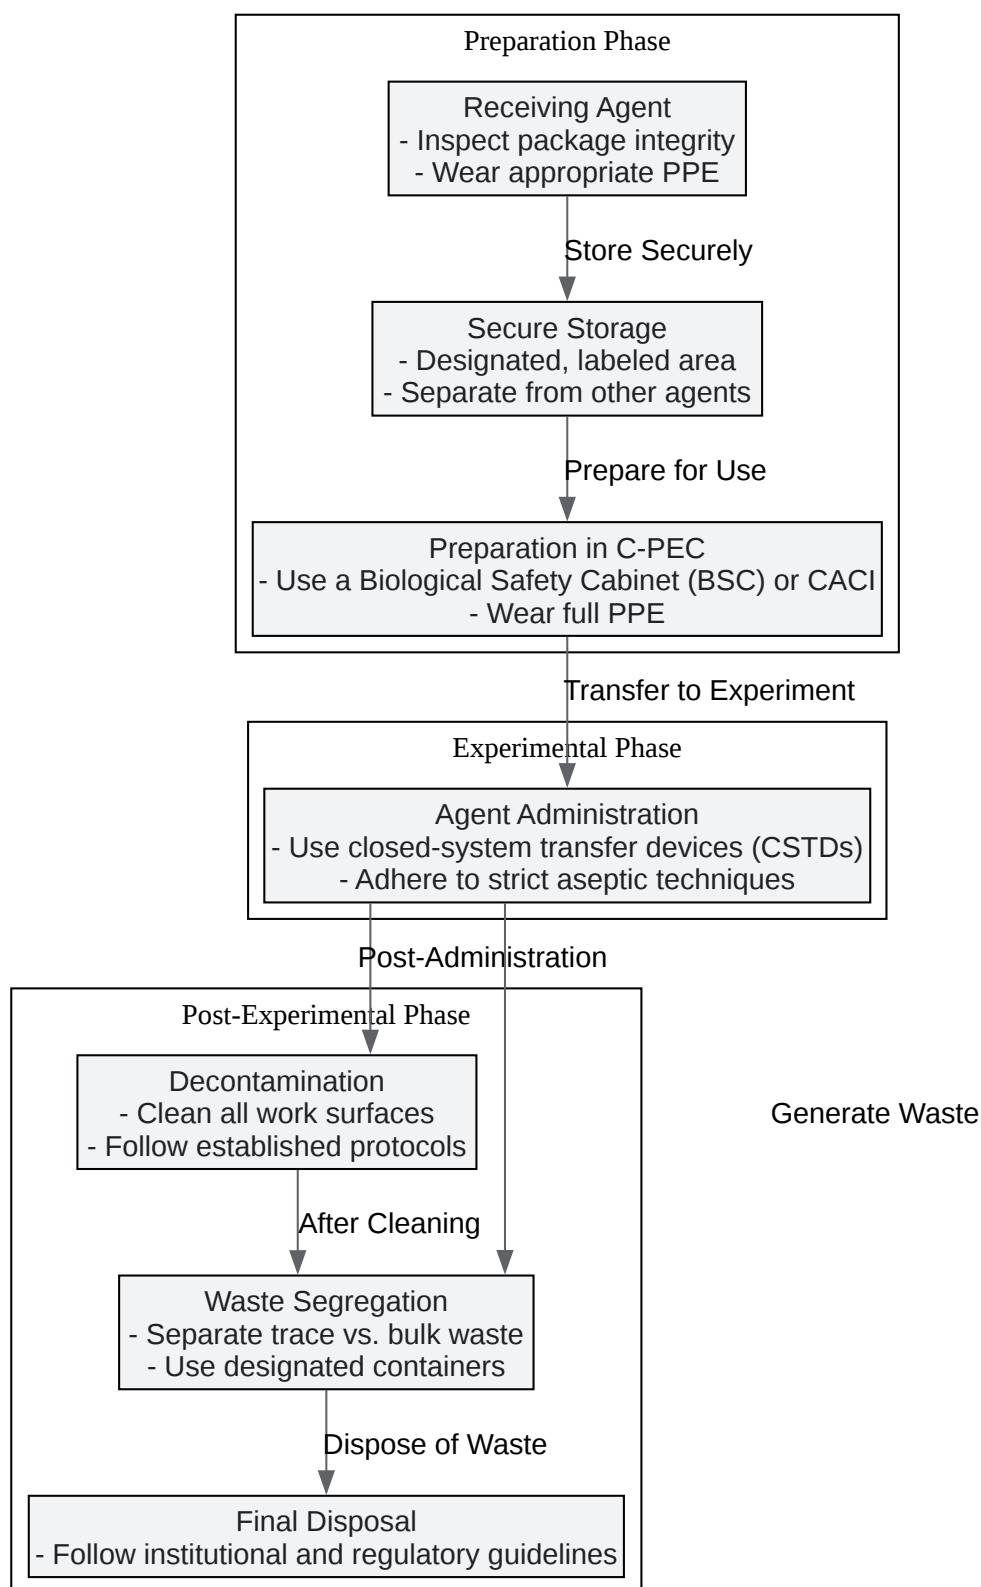 Preparation Phase
Receiving Agent
- Inspect package integrity
- Wear appropriate PPE
Store Securely
Secure Storage
- Designated, labeled area
- Separate from other agents
Prepare for Use
Preparation in C-PEC
- Use a Biological Safety Cabinet (BSC) or CACI
- Wear full PPE
Transfer to Experiment
Experimental Phase
Agent Administration
- Use closed-system transfer devices (CSTDs)
- Adhere to strict aseptic techniques
Post-Administration
Post-Experimental Phase
Decontamination
- Clean all work surfaces
- Follow established protocols
Generate Waste
After Cleaning
Waste Segregation
- Separate trace vs. bulk waste
- Use designated containers
Dispose of Waste
Final Disposal
- Follow institutional and regulatory guidelines